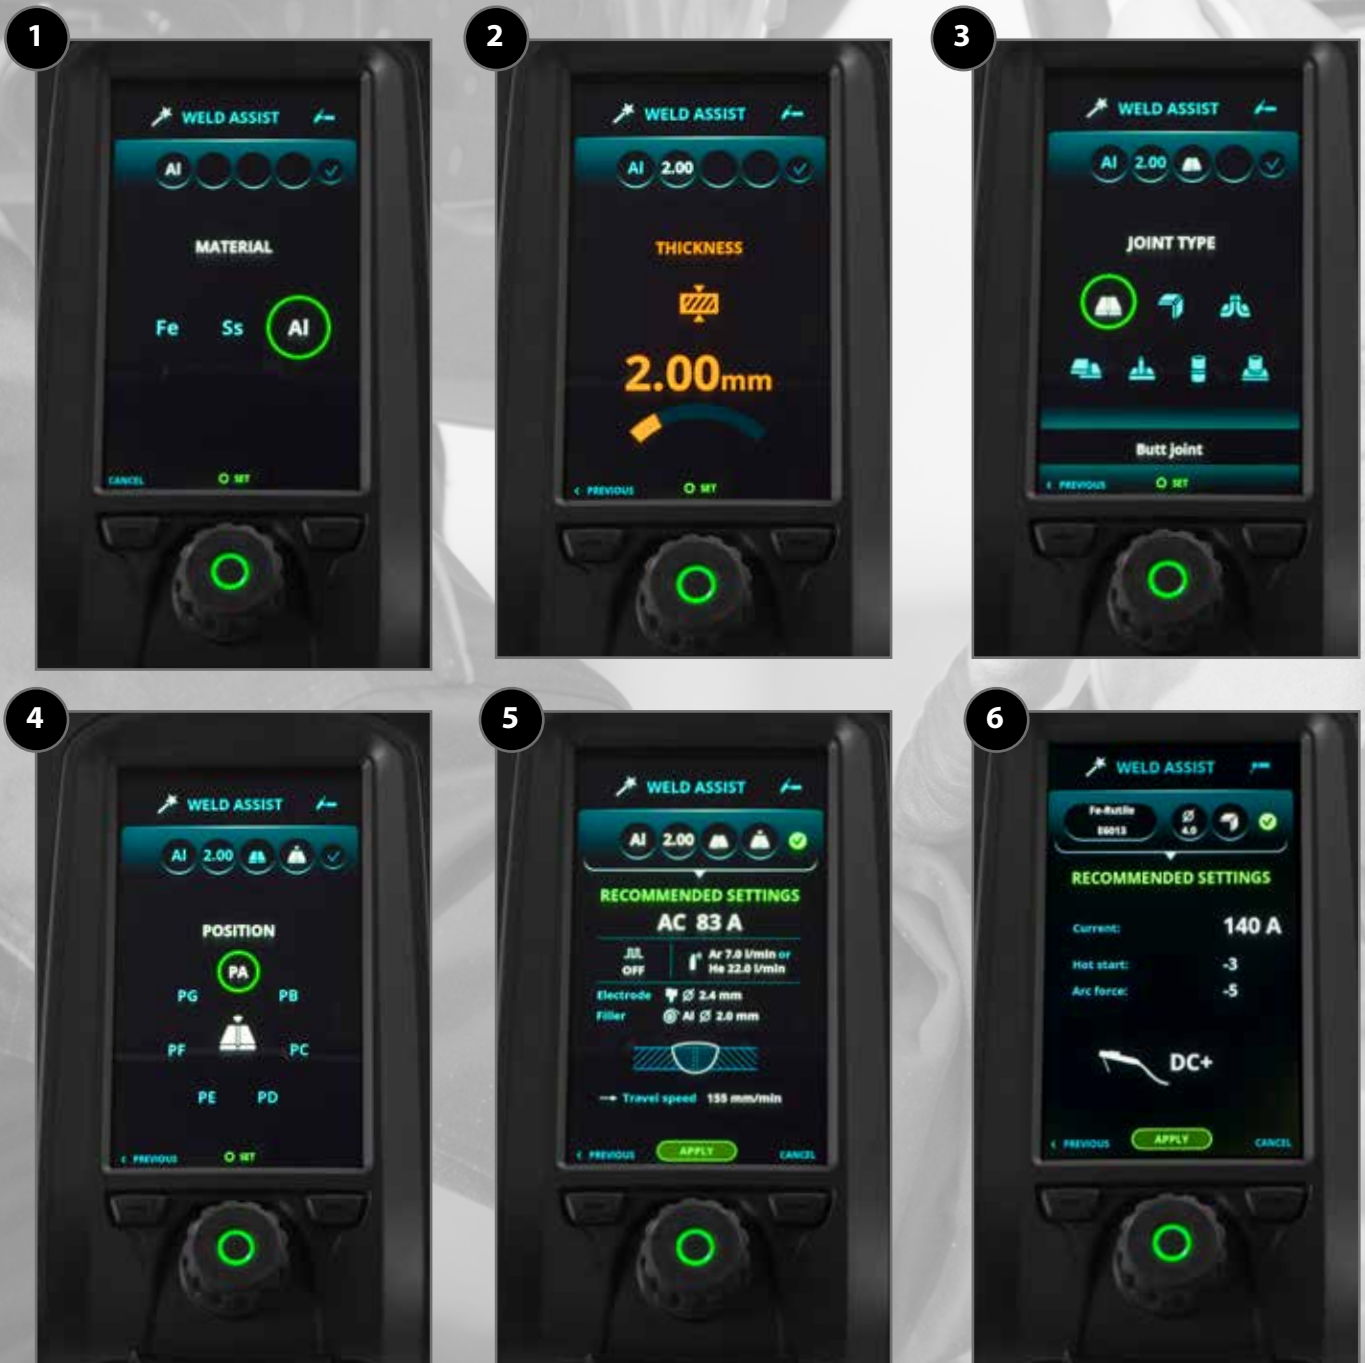 1
WELD ASSIST
Al
MATERIAL
Fe Ss Al
CANCEL SET
2
WELD ASSIST
Al 2.00
THICKNESS
2.00mm
< PREVIOUS SET
3
WELD ASSIST
Al 2.00
JOINT TYPE
Butt joint
< PREVIOUS SET
4
WELD ASSIST
Al 2.00
POSITION
PA
PG PB
PF PC
PE PD
< PREVIOUS SET
5
WELD ASSIST
Al 2.00
RECOMMENDED SETTINGS
AC 83 A
OFF
Ar 7.0 l/min or
He 22.0 l/min
Electrode Ø 2.4 mm
Filler Al Ø 2.0 mm
Travel speed 155 mm/min
< PREVIOUS APPLY CANCEL
6
WELD ASSIST
Fe-Rutile
E6013
Ø
4.0
RECOMMENDED SETTINGS
Current: 140 A
Hot start: -3
Arc force: -5
DC+
< PREVIOUS APPLY CANCEL